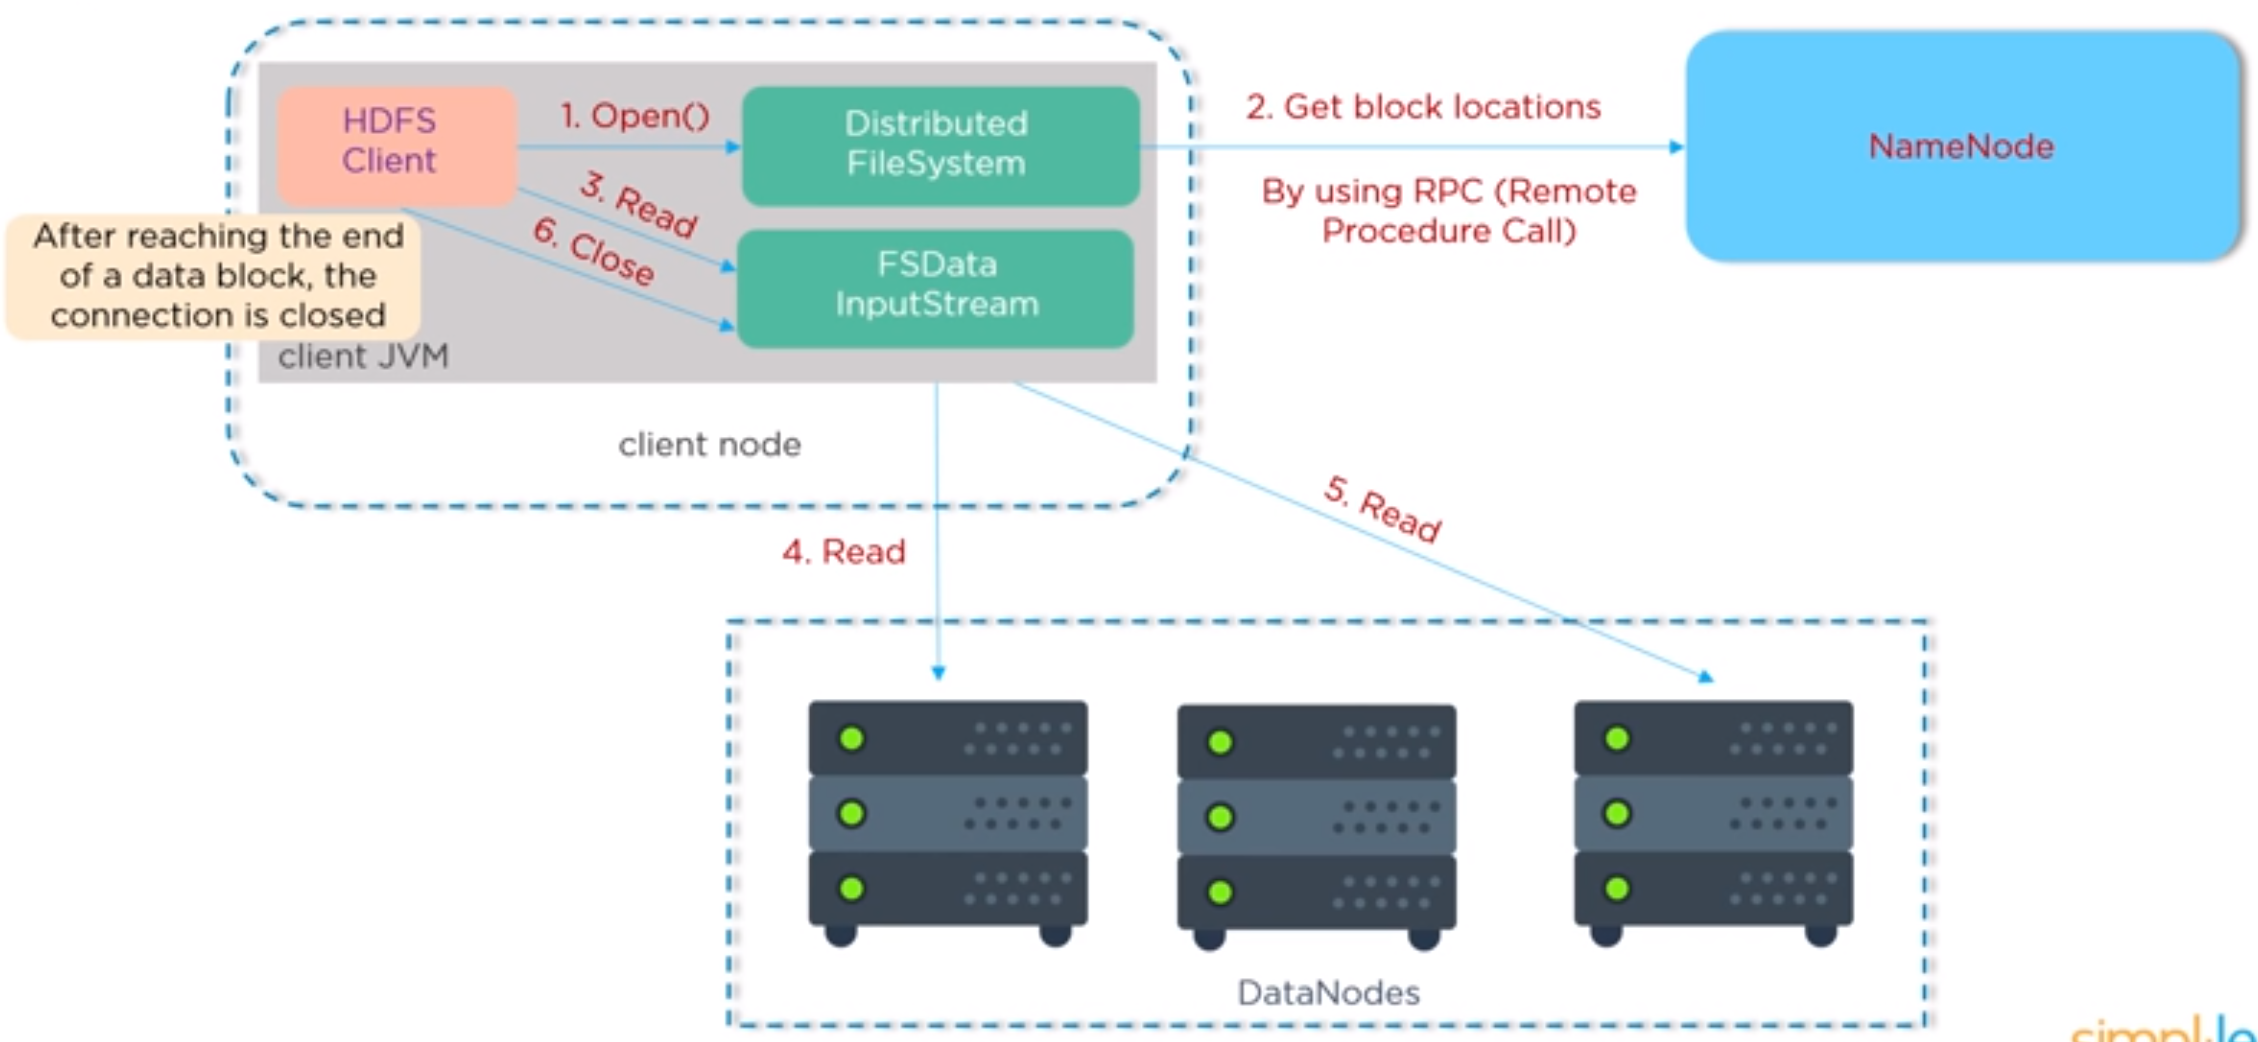 HDFS
Client
1. Open()
Distributed
FileSystem
2. Get block locations
By using RPC (Remote
Procedure Call)
NameNode
3. Read
6. Close
FSData
InputStream
After reaching the end
of a data block, the
connection is closed
client JVM
client node
4. Read
5. Read
DataNodes